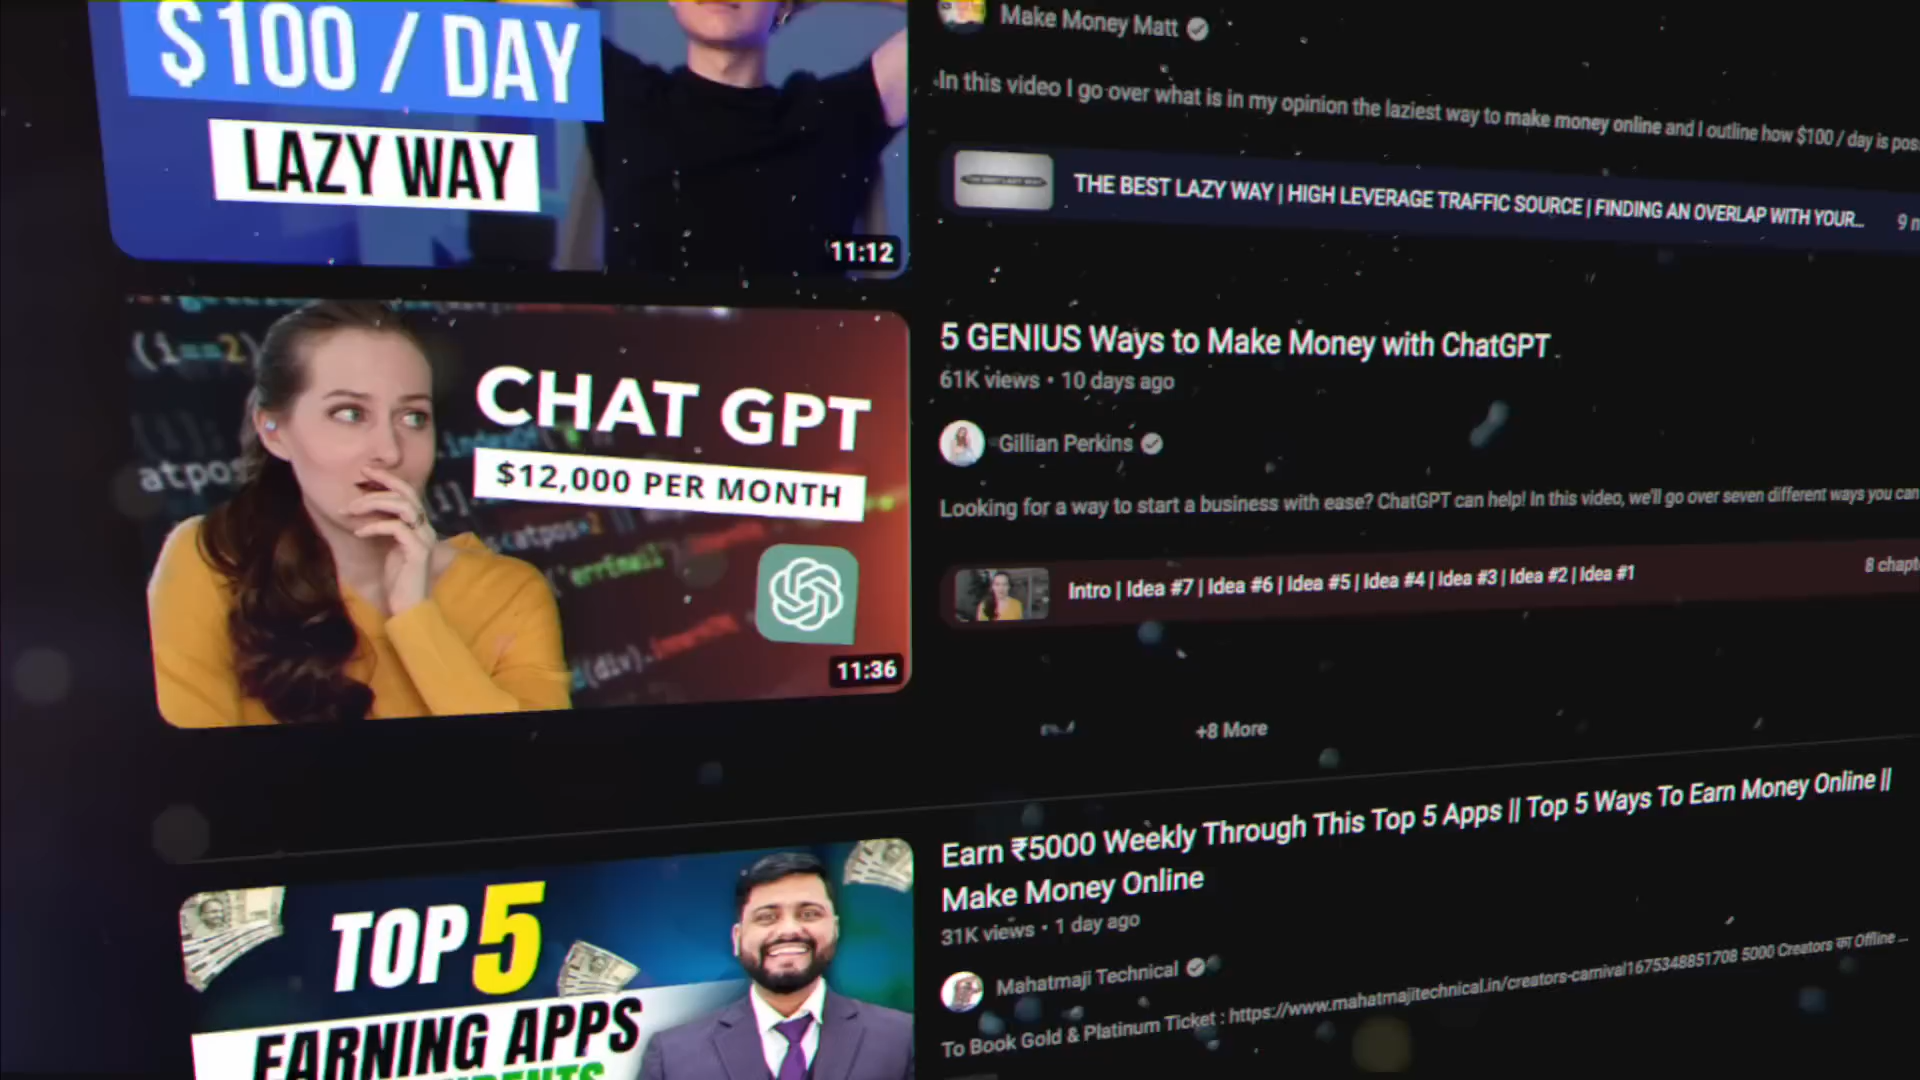 $100 / DAY
LAZY WAY
11:12
Make Money Matt
In this video I go over what is in my opinion the laziest way to make money online and I outline how $100 / day is pos
THE BEST LAZY WAY | HIGH LEVERAGE TRAFFIC SOURCE | FINDING AN OVERLAP WITH YOUR...
9 m
(i==2)
atpos
CHAT GPT
$12,000 PER MONTH
11:36
5 GENIUS Ways to Make Money with ChatGPT
61K views • 10 days ago
Gillian Perkins
Looking for a way to start a business with ease? ChatGPT can help! In this video, we'll go over seven different ways you can
Intro | Idea #7 | Idea #6 | Idea #5 | Idea #4 | Idea #3 | Idea #2 | Idea #1
8 chapte
+8 More
TOP 5
EARNING APPS
Earn ₹5000 Weekly Through This Top 5 Apps || Top 5 Ways To Earn Money Online ||
Make Money Online
31K views • 1 day ago
Mahatmaji Technical
To Book Gold & Platinum Ticket : https://www.mahatmajitechnical.in/creators-carnival1675348851708 5000 Creators का Offline ...